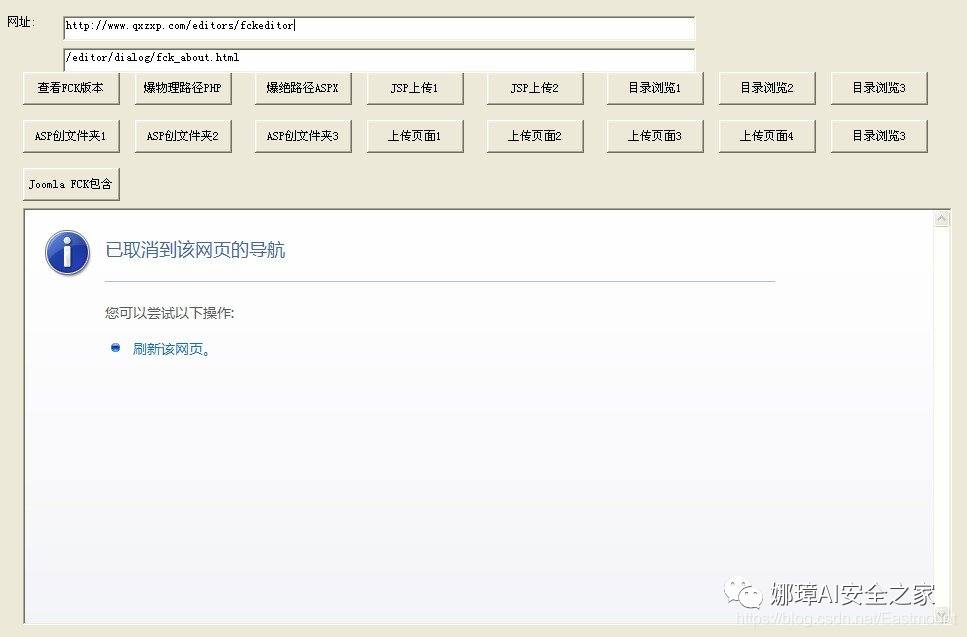 网址:
http://www.qxzxp.com/editors/fckeditor
/editor/dialog/fck_about.html
查看FCK版本 爆物理路径PHP 爆绝路径ASPX JSP上传1 JSP上传2 目录浏览1 目录浏览2 目录浏览3
ASP创文件夹1 ASP创文件夹2 ASP创文件夹3 上传页面1 上传页面2 上传页面3 上传页面4 目录浏览3
Joomla FCK包含
已取消到该网页的导航
您可以尝试以下操作:
刷新该网页。
娜璋AI安全之家
https://blog.csdn.net/Eastmount